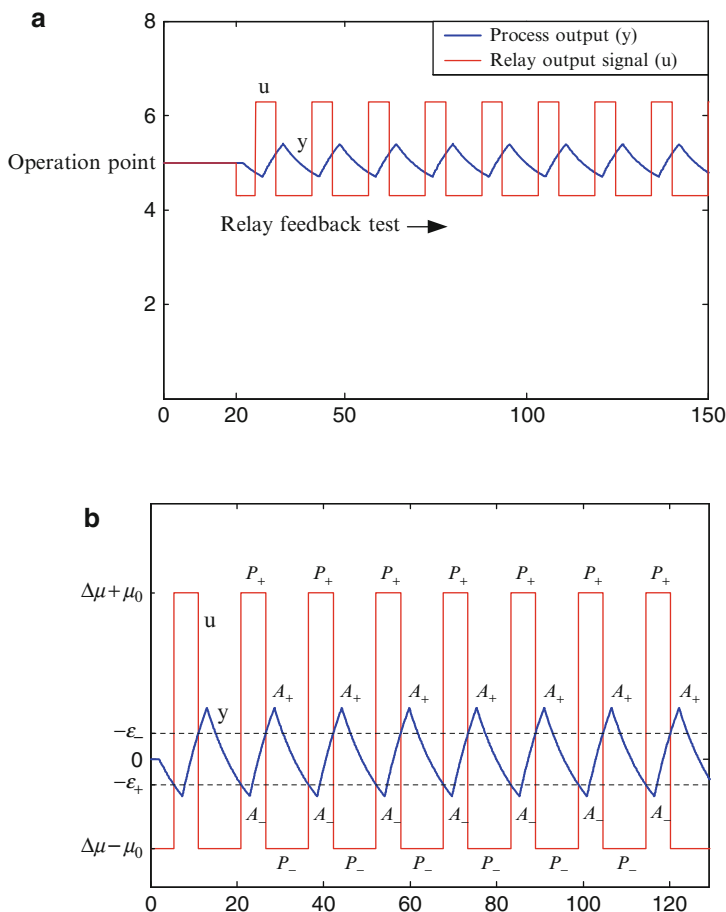 a
8
6
4
2
Process output (y)
Relay output signal (u)
u
y
Operation point
Relay feedback test
0 20 50 100 150
b
Δμ+μ₀
−ε₋
0
−ε₊
Δμ−μ₀
P₊ P₊ P₊ P₊ P₊ P₊ P₊
u
y
A₊ A₊ A₊ A₊ A₊ A₊ A₊
A₋ A₋ A₋ A₋ A₋ A₋ A₋
P₋ P₋ P₋ P₋ P₋ P₋
0 20 40 60 80 100 120